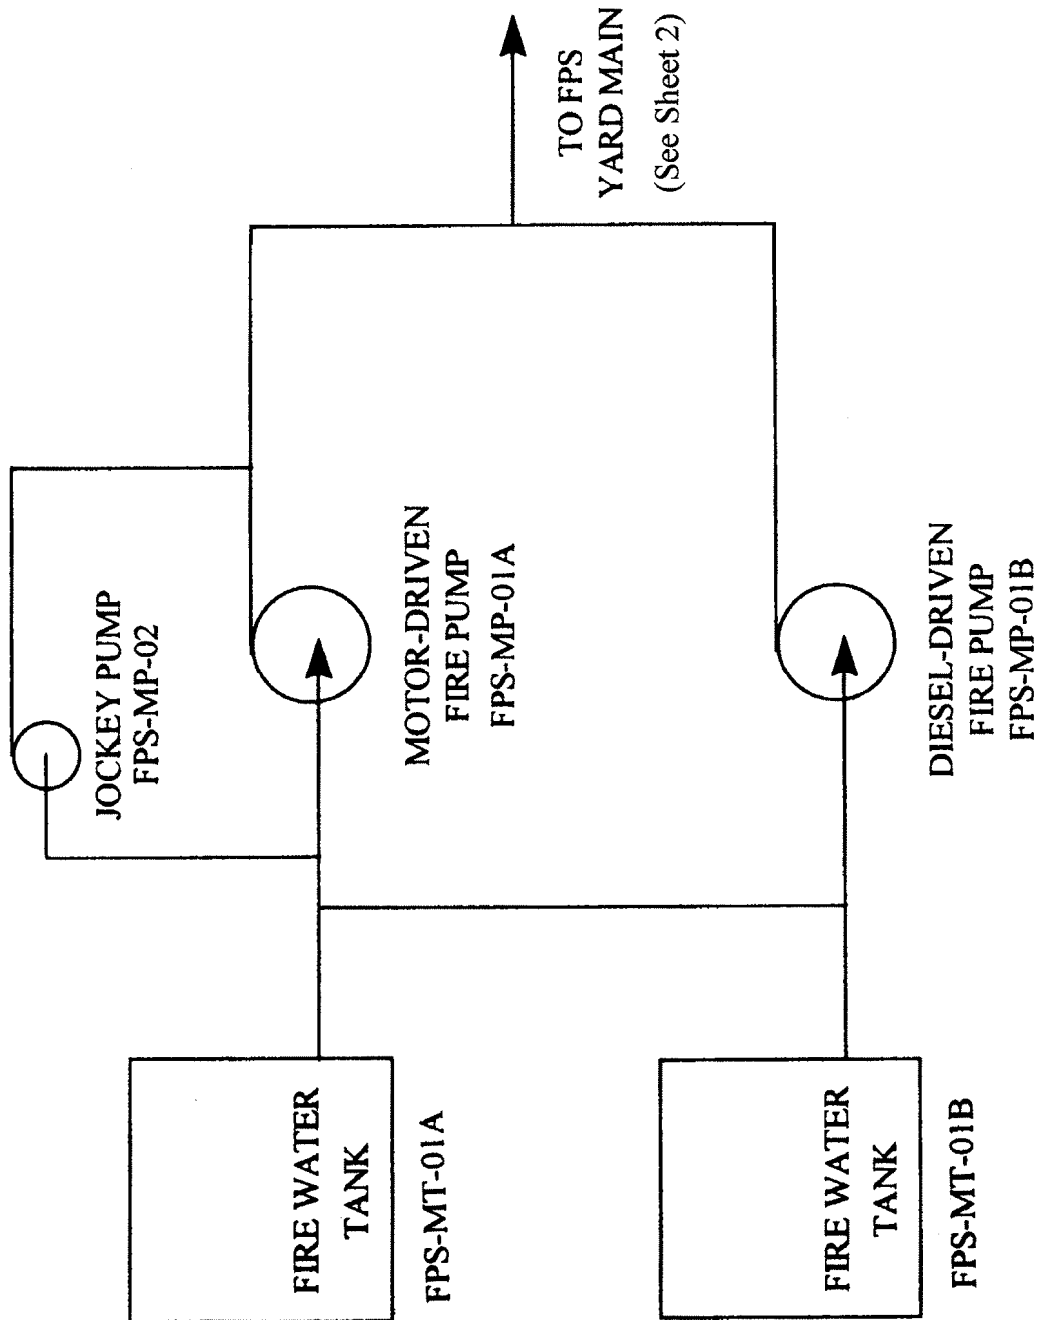 JOCKEY PUMP
FPS-MP-02
TO FPS
YARD MAIN
(See Sheet 2)
MOTOR-DRIVEN
FIRE PUMP
FPS-MP-01A
DIESEL-DRIVEN
FIRE PUMP
FPS-MP-01B
FIRE WATER
TANK
FPS-MT-01A
FIRE WATER
TANK
FPS-MT-01B